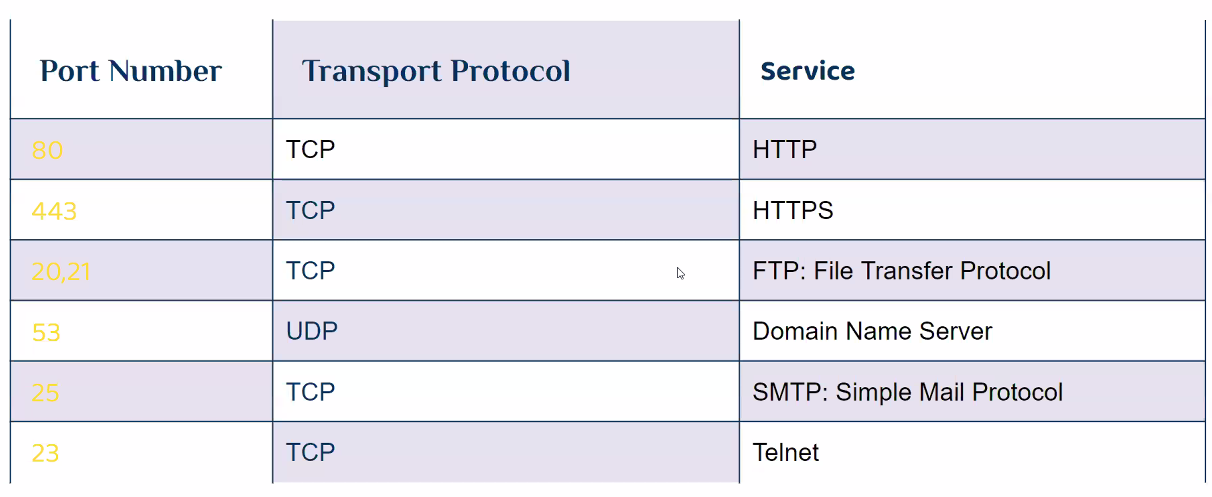 Port Number Transport Protocol Service
80 TCP HTTP
443 TCP HTTPS
20,21 TCP FTP: File Transfer Protocol
53 UDP Domain Name Server
25 TCP SMTP: Simple Mail Protocol
23 TCP Telnet